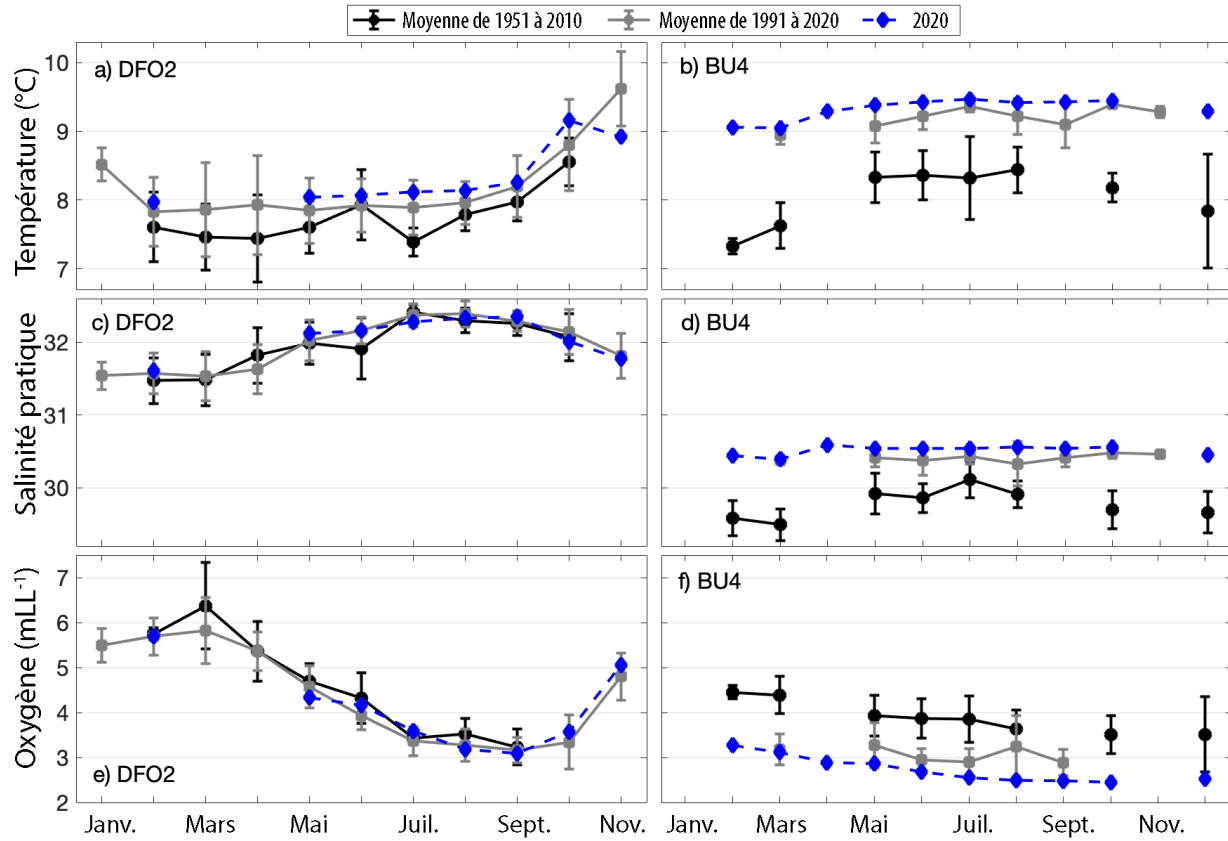 Moyenne de 1951 à 2010 Moyenne de 1991 à 2020 2020
Température (°C)
10
9
8
7
a) DFO2
b) BU4
Salinité pratique
32
31
30
c) DFO2
d) BU4
Oxygène (mLL⁻¹)
7
6
5
4
3
2
e) DFO2
f) BU4
Janv. Mars Mai Juil. Sept. Nov.
Janv. Mars Mai Juil. Sept. Nov.